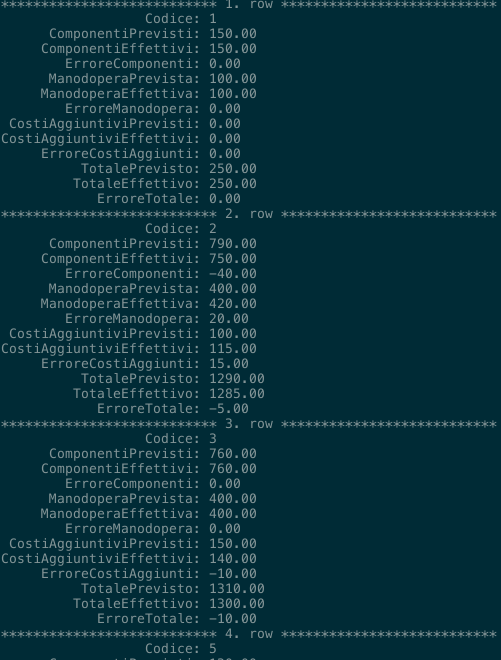 *************************** 1. row ***************************
Codice: 1
ComponentiPrevisti: 150.00
ComponentiEffettivi: 150.00
ErroreComponenti: 0.00
ManodoperaPrevista: 100.00
ManodoperaEffettiva: 100.00
ErroreManodopera: 0.00
CostiAggiuntiviPrevisti: 0.00
CostiAggiuntiviEffettivi: 0.00
ErroreCostiAggiunti: 0.00
TotalePrevisto: 250.00
TotaleEffettivo: 250.00
ErroreTotale: 0.00
*************************** 2. row ***************************
Codice: 2
ComponentiPrevisti: 790.00
ComponentiEffettivi: 750.00
ErroreComponenti: -40.00
ManodoperaPrevista: 400.00
ManodoperaEffettiva: 420.00
ErroreManodopera: 20.00
CostiAggiuntiviPrevisti: 100.00
CostiAggiuntiviEffettivi: 115.00
ErroreCostiAggiunti: 15.00
TotalePrevisto: 1290.00
TotaleEffettivo: 1285.00
ErroreTotale: -5.00
*************************** 3. row ***************************
Codice: 3
ComponentiPrevisti: 760.00
ComponentiEffettivi: 760.00
ErroreComponenti: 0.00
ManodoperaPrevista: 400.00
ManodoperaEffettiva: 400.00
ErroreManodopera: 0.00
CostiAggiuntiviPrevisti: 150.00
CostiAggiuntiviEffettivi: 140.00
ErroreCostiAggiunti: -10.00
TotalePrevisto: 1310.00
TotaleEffettivo: 1300.00
ErroreTotale: -10.00
*************************** 4. row ***************************
Codice: 5